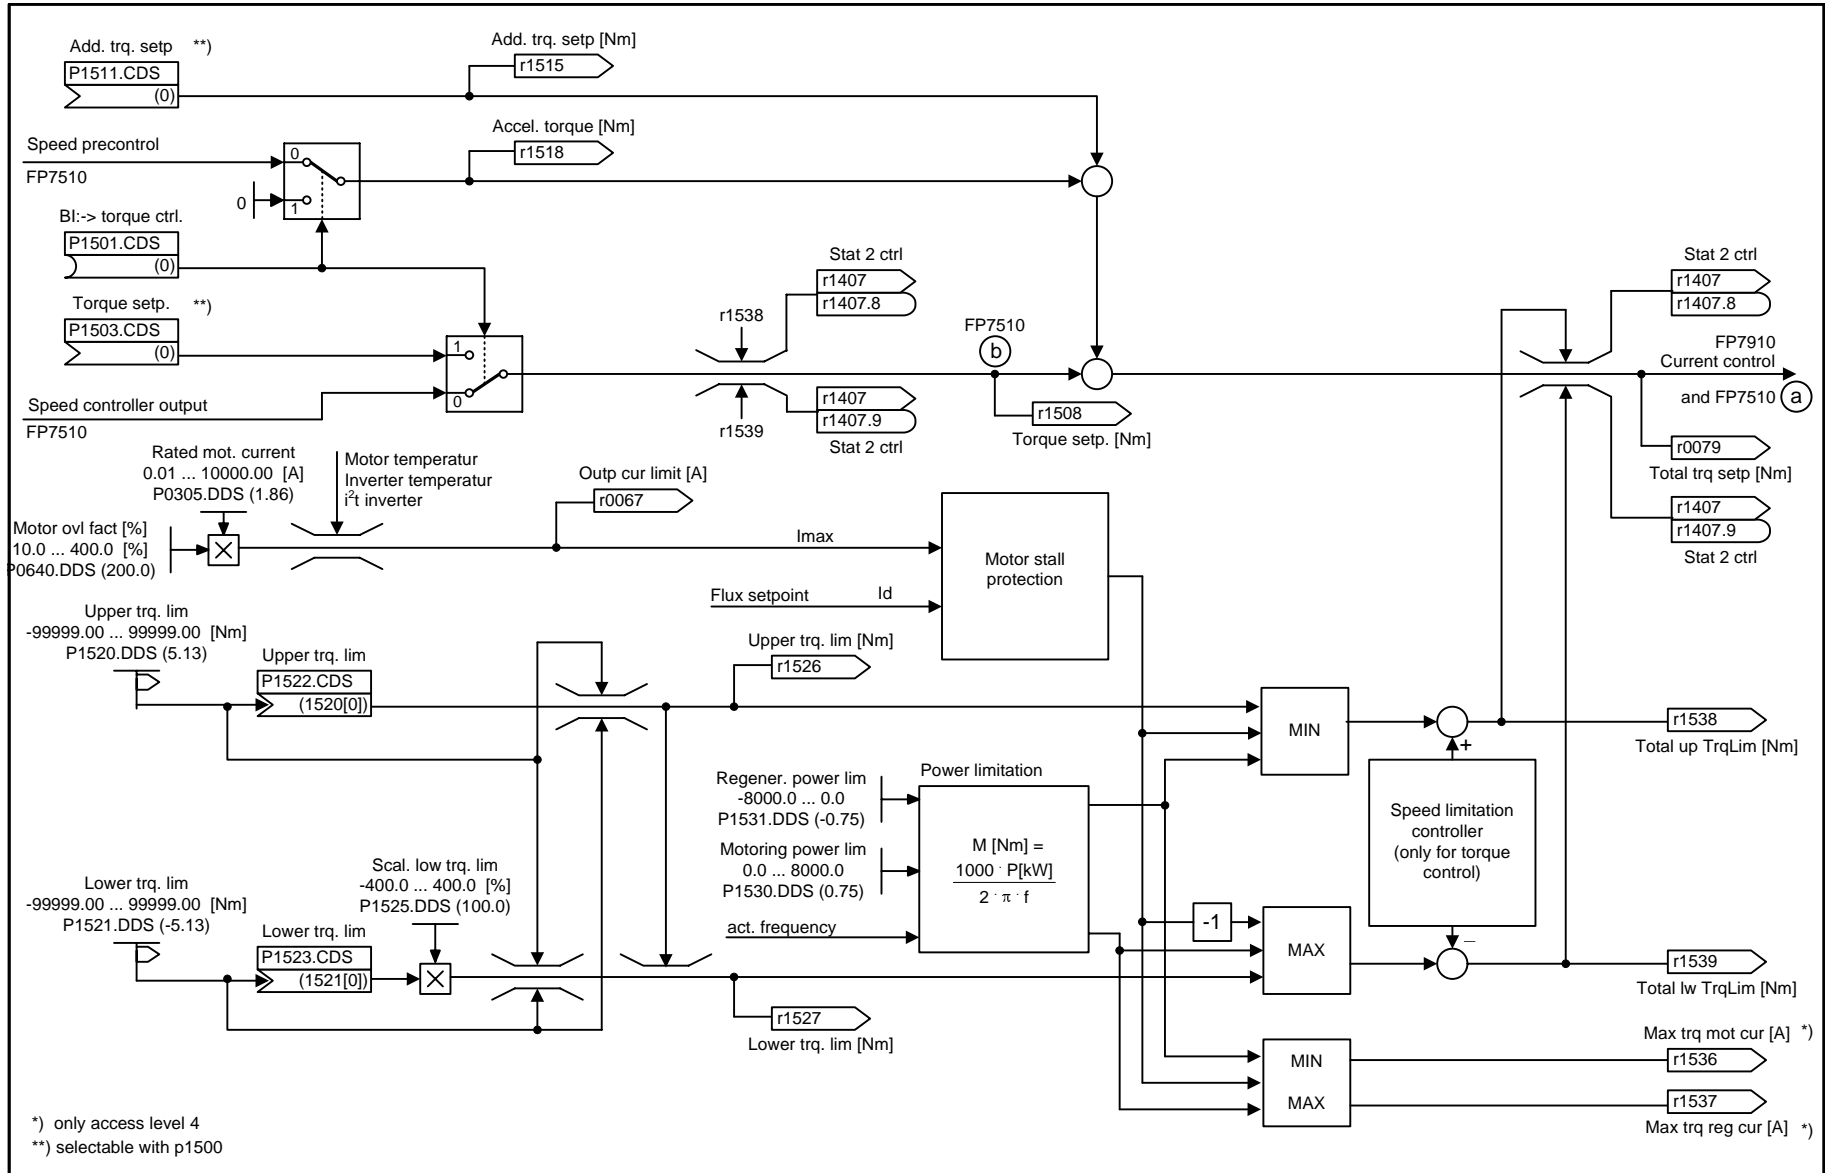 Add. trq. setp **)
P1511.CDS
(0)
Add. trq. setp [Nm]
r1515
Speed precontrol
FP7510
0
1
0
Accel. torque [Nm]
r1518
BI:-> torque ctrl.
P1501.CDS
(0)
Torque setp. **)
P1503.CDS
(0)
1
0
Speed controller output
FP7510
r1538
r1539
Stat 2 ctrl
r1407
r1407.8
r1407
r1407.9
Stat 2 ctrl
FP7510
b
r1508
Torque setp. [Nm]
Stat 2 ctrl
r1407
r1407.8
FP7910
Current control
and FP7510
a
r0079
Total trq setp [Nm]
r1407
r1407.9
Stat 2 ctrl
Rated mot. current
0.01 ... 10000.00 [A]
P0305.DDS (1.86)
Motor ovl fact [%]
10.0 ... 400.0 [%]
P0640.DDS (200.0)
Motor temperatur
Inverter temperatur
i²t inverter
Outp cur limit [A]
r0067
Imax
Flux setpoint Id
Motor stall
protection
Upper trq. lim
-99999.00 ... 99999.00 [Nm]
P1520.DDS (5.13)
Upper trq. lim
P1522.CDS
(1520[0])
Upper trq. lim [Nm]
r1526
MIN
+
r1538
Total up TrqLim [Nm]
Regener. power lim
-8000.0 ... 0.0
P1531.DDS (-0.75)
Motoring power lim
0.0 ... 8000.0
P1530.DDS (0.75)
act. frequency
Power limitation
M [Nm] =
1000 · P[kW]
2 · π · f
Speed limitation
controller
(only for torque
control)
Lower trq. lim
-99999.00 ... 99999.00 [Nm]
P1521.DDS (-5.13)
Scal. low trq. lim
-400.0 ... 400.0 [%]
P1525.DDS (100.0)
Lower trq. lim
P1523.CDS
(1521[0])
r1527
Lower trq. lim [Nm]
-1
MAX
–
r1539
Total lw TrqLim [Nm]
MIN
MAX
Max trq mot cur [A] *)
r1536
r1537
Max trq reg cur [A] *)
*) only access level 4
**) selectable with p1500